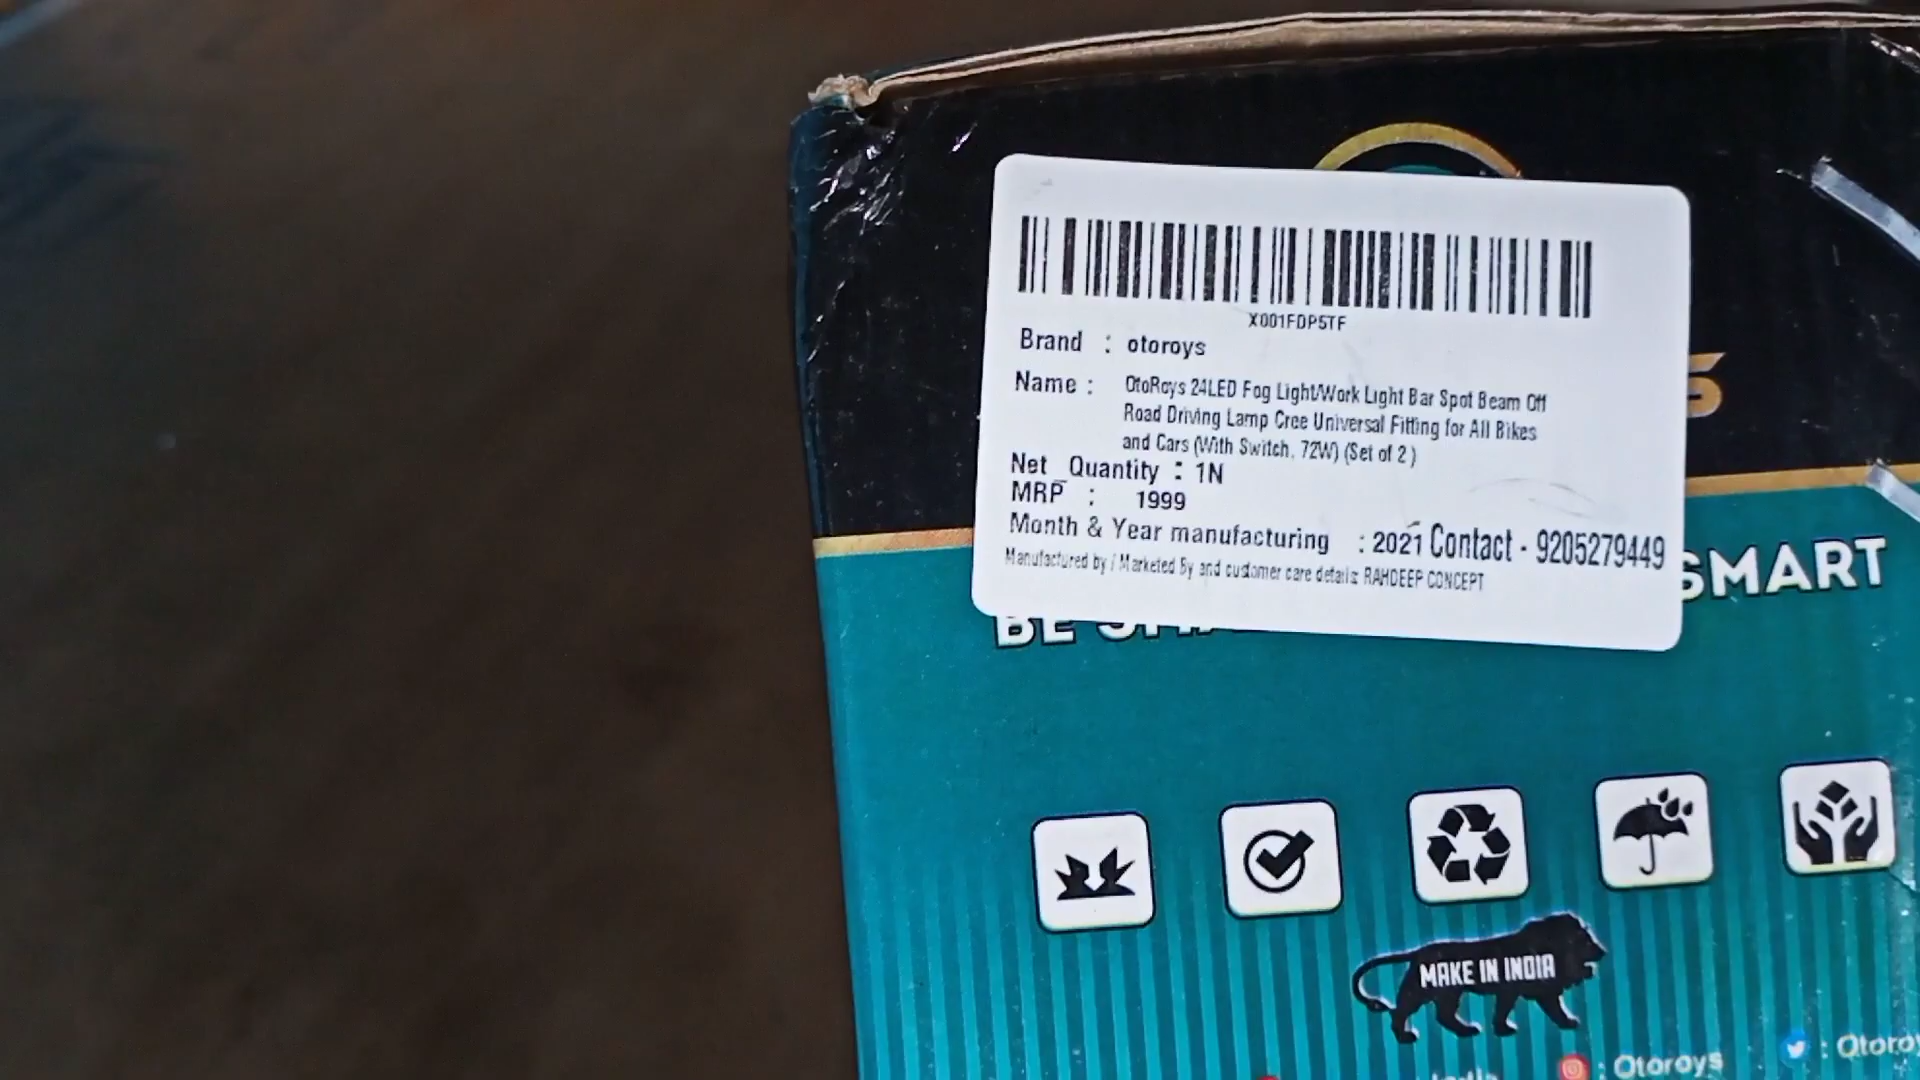 X001FDP5TF
Brand : otoroys
Name : OtoRoys 24LED Fog Light/Work Light Bar Spot Beam Off
Road Driving Lamp Cree Universal Fitting for All Bikes
and Cars (With Switch, 72W) (Set of 2)
Net Quantity : 1N
MRP : 1999
Month & Year manufacturing : 2021 Contact - 9205279449
Manufactured by / Marketed By and customer care details: RAHDEEP CONCEPT
S
BE SMART
MAKE IN INDIA
: Otoroys
: Otoroy